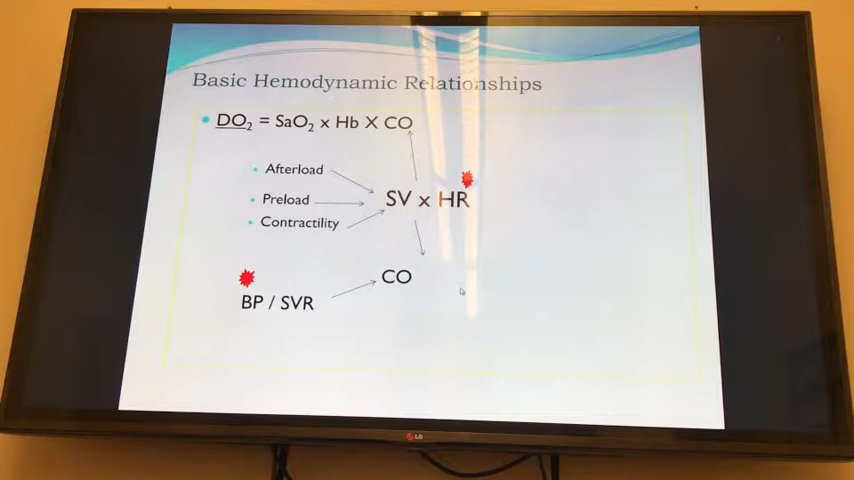 Basic Hemodynamic Relationships
DO₂ = SaO₂ x Hb X CO
Afterload
Preload
Contractility
SV x HR
CO
BP / SVR
LG